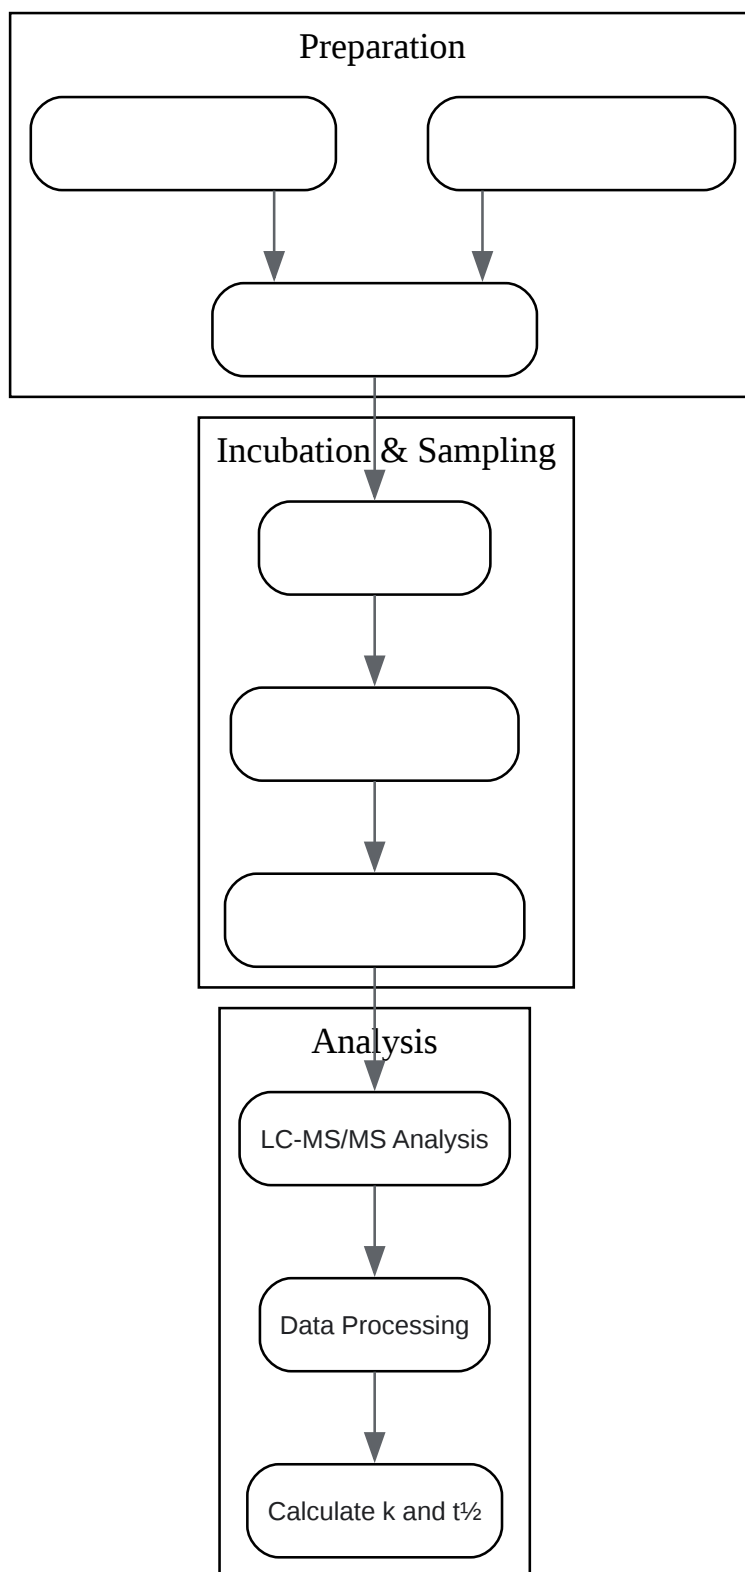 Preparation
Incubation & Sampling
Analysis
LC-MS/MS Analysis
Data Processing
Calculate k and t½